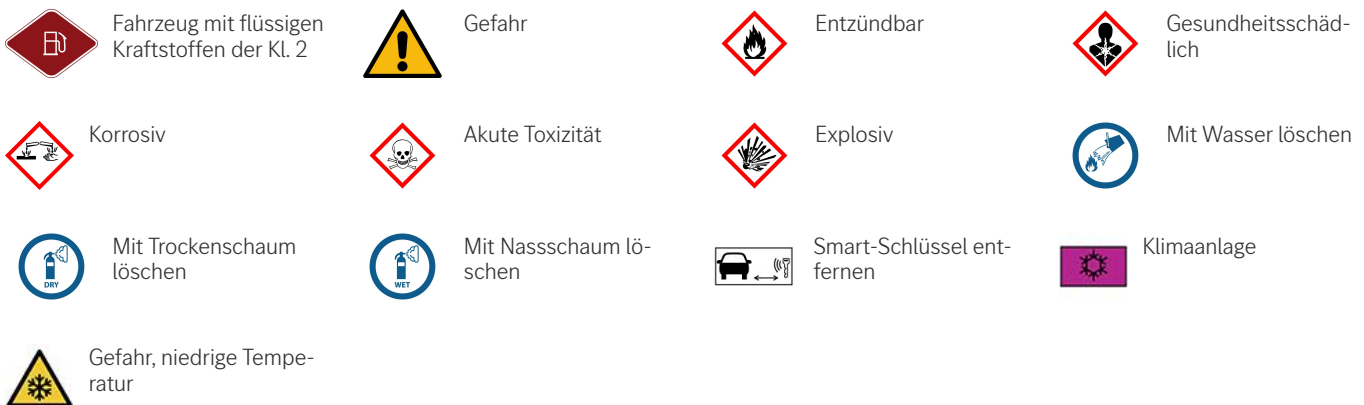 Fahrzeug mit flüssigen
Kraftstoffen der Kl. 2
Gefahr
Entzündbar
Gesundheitsschäd-
lich
Korrosiv
Akute Toxizität
Explosiv
Mit Wasser löschen
DRY
Mit Trockenschaum
löschen
WET
Mit Nassschaum lö-
schen
Smart-Schlüssel ent-
fernen
Klimaanlage
Gefahr, niedrige Tempe-
ratur